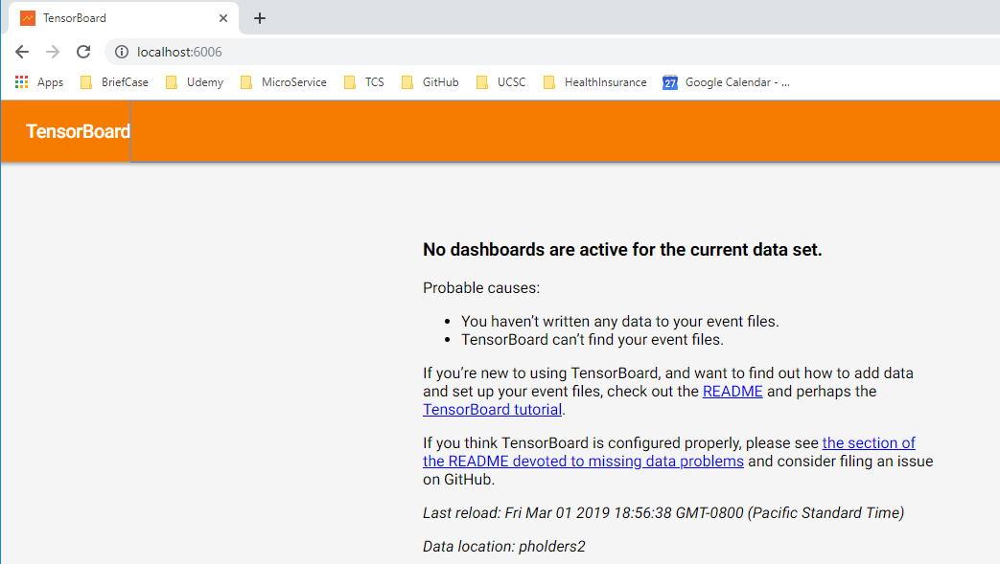 TensorBoard
localhost:6006
Apps BriefCase Udemy MicroService TCS GitHub UCSC HealthInsurance 27 Google Calendar - ...
TensorBoard
No dashboards are active for the current data set.
Probable causes:
• You haven’t written any data to your event files.
• TensorBoard can’t find your event files.
If you’re new to using TensorBoard, and want to find out how to add data
and set up your event files, check out the README and perhaps the
TensorBoard tutorial.
If you think TensorBoard is configured properly, please see the section of
the README devoted to missing data problems and consider filing an issue
on GitHub.
Last reload: Fri Mar 01 2019 18:56:38 GMT-0800 (Pacific Standard Time)
Data location: pholders2